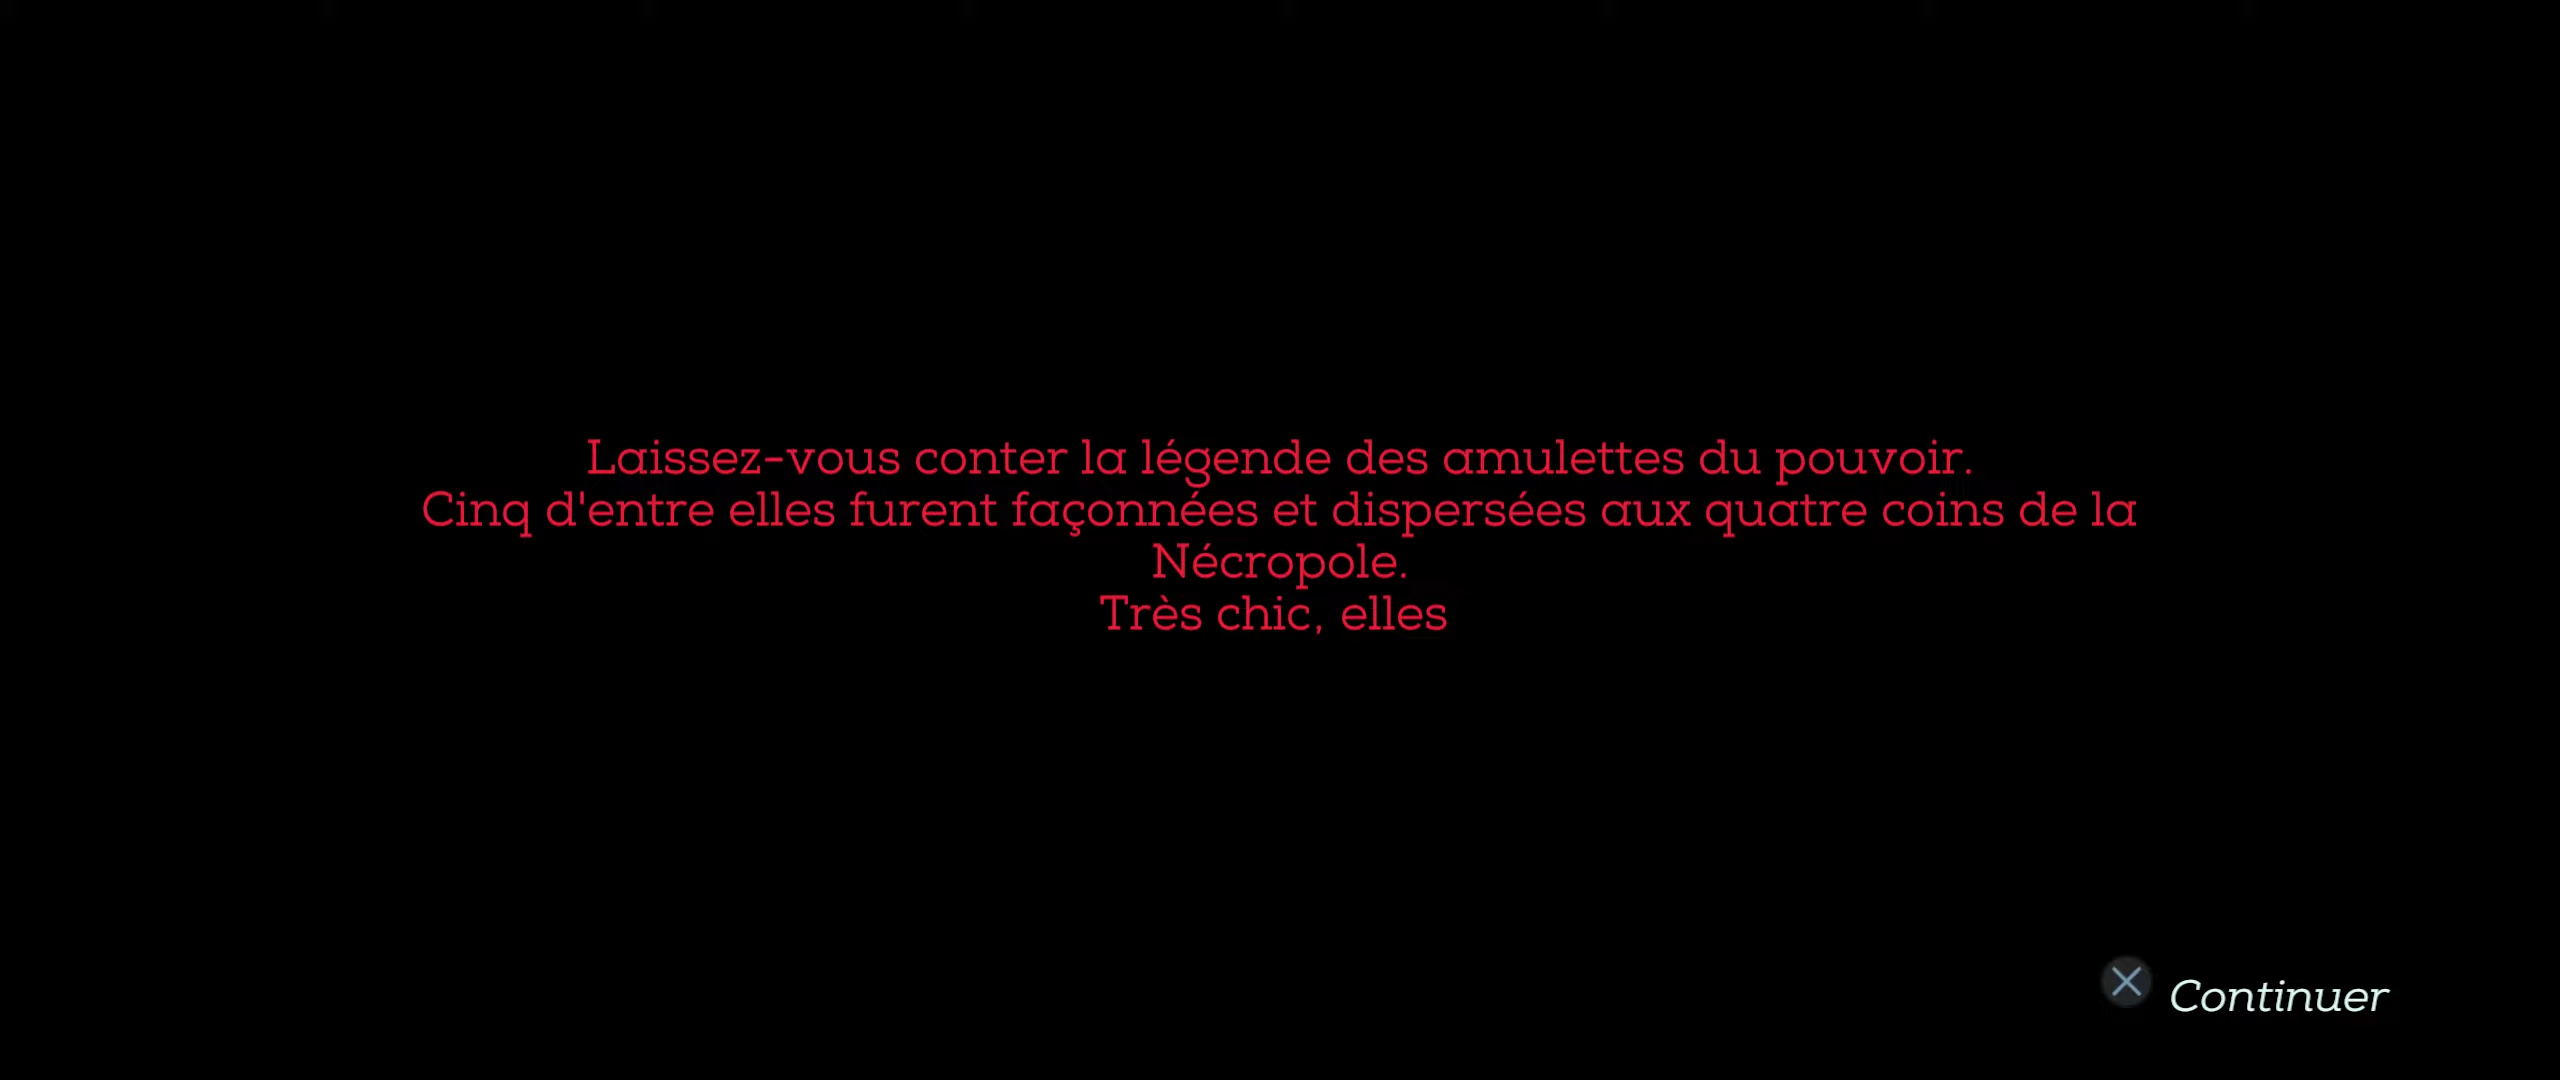 Laissez-vous conter la légende des amulettes du pouvoir.
Cinq d'entre elles furent façonnées et dispersées aux quatre coins de la
Nécropole.
Très chic, elles
Continuer